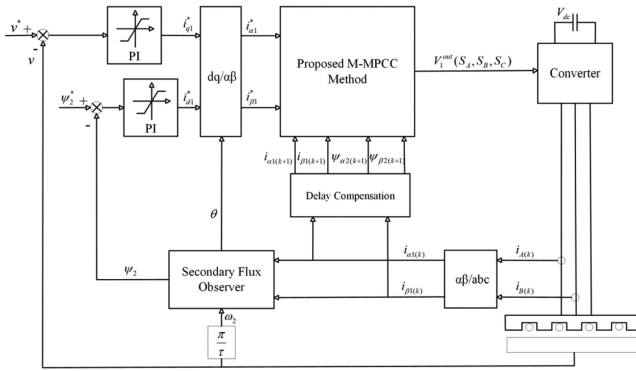 v* +
-
v
PI
i*q1
ψ*2 +
-
PI
i*d1
dq/αβ
i*α1
i*β1
Proposed M-MPCC
Method
V1^out(SA, SB, SC)
Vdc
Converter
iα1(k+1) iβ1(k+1) ψα2(k+1) ψβ2(k+1)
Delay Compensation
θ
ψ2
Secondary Flux
Observer
iα1(k)
iβ1(k)
αβ/abc
iA(k)
iB(k)
ω2
π
τ